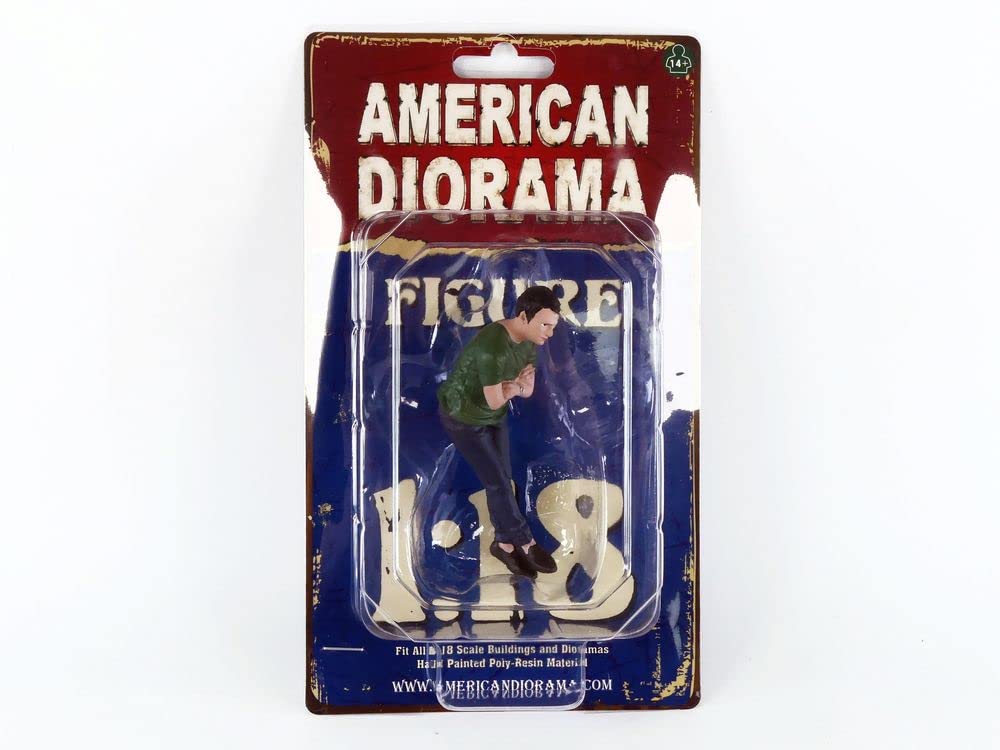 14+
AMERICAN
DIORAMA
FIGURE
1:18
Fit All 1:18 Scale Buildings and Dioramas
Hand Painted Poly-Resin Material
WWW.AMERICANDIORAMA.COM